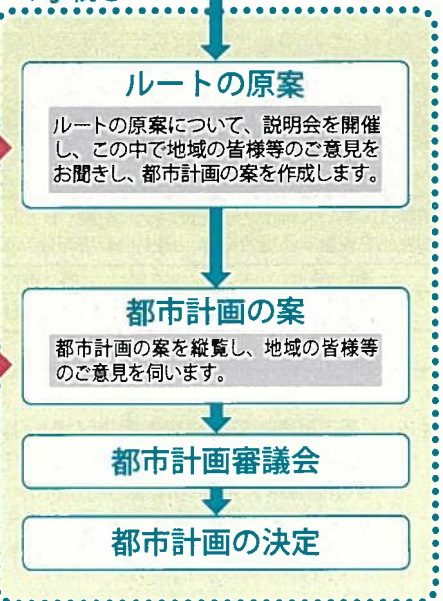 ルートの原案
ルートの原案について、説明会を開催
し、この中で地域の皆様等のご意見を
お聞きし、都市計画の案を作成します。
都市計画の案
都市計画の案を縦覧し、地域の皆様等
のご意見を伺います。
都市計画審議会
都市計画の決定